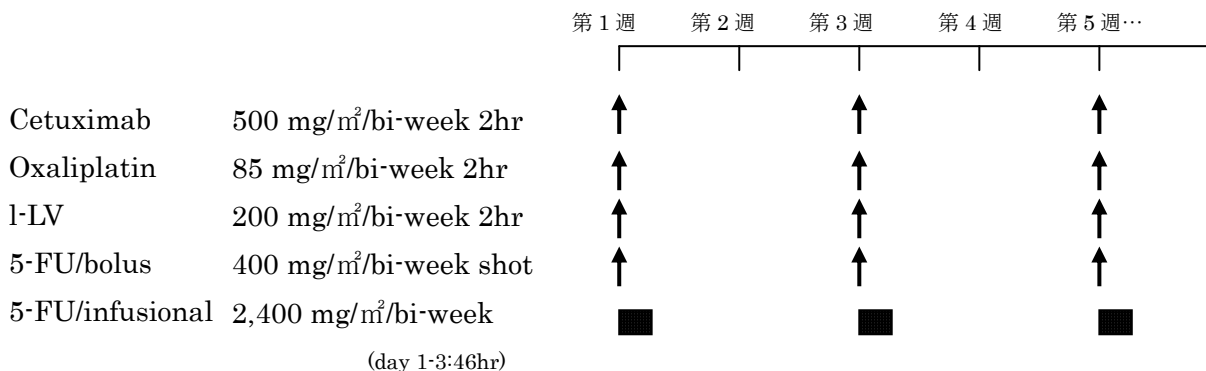 第 1 週 第 2 週 第 3 週 第 4 週 第 5 週…
Cetuximab 500 mg/㎡/bi-week 2hr
Oxaliplatin 85 mg/㎡/bi-week 2hr
l-LV 200 mg/㎡/bi-week 2hr
5-FU/bolus 400 mg/㎡/bi-week shot
5-FU/infusional 2,400 mg/㎡/bi-week
(day 1-3:46hr)